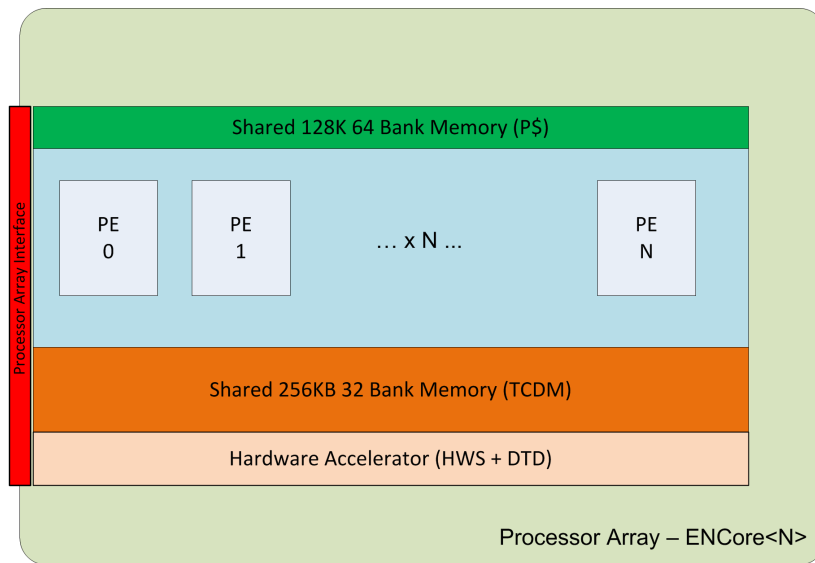 Shared 128K 64 Bank Memory (P$)
Processor Array Interface
PE
0
PE
1
... x N ...
PE
N
Shared 256KB 32 Bank Memory (TCDM)
Hardware Accelerator (HWS + DTD)
Processor Array – ENCore<N>